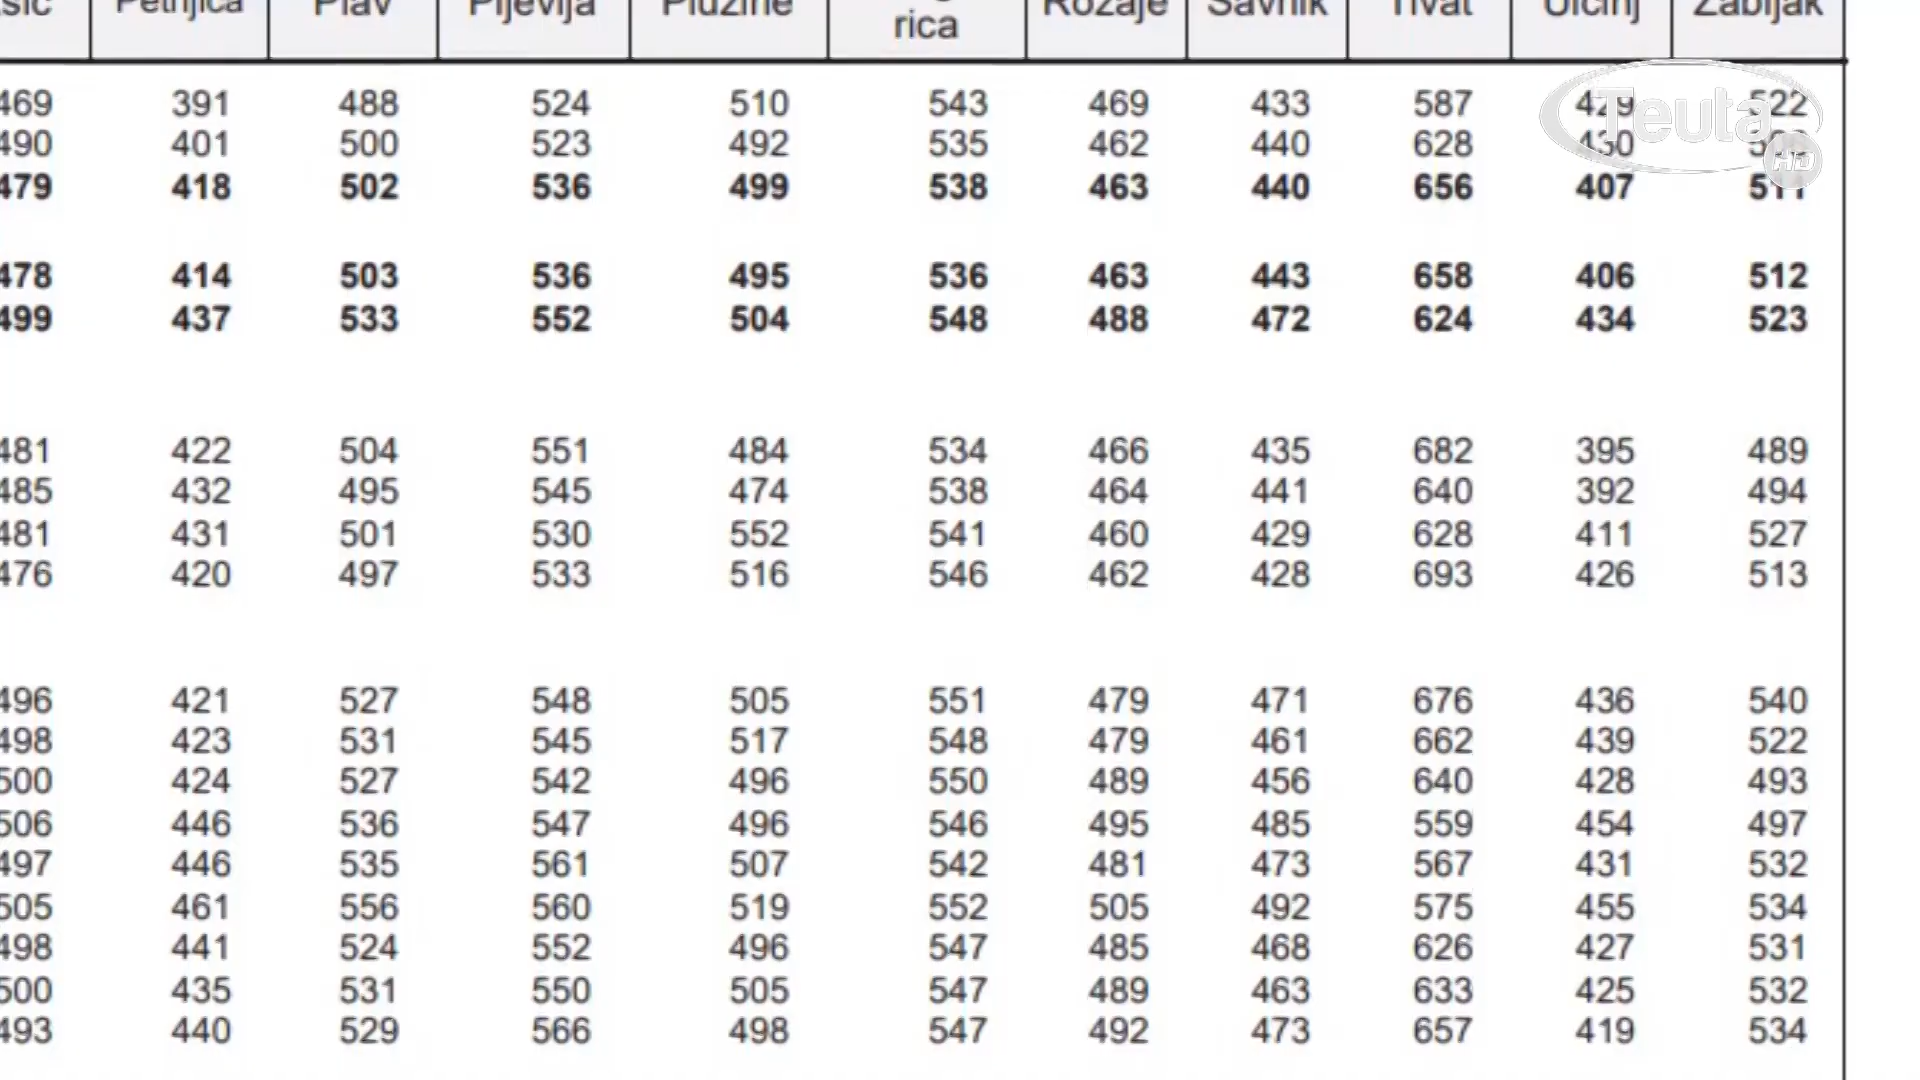 Petnjica Plav Pljevlja Plužine rica Rožaje Šavnik Tivat Ulcinj Žabljak
469 391 488 524 510 543 469 433 587 429 522
490 401 500 523 492 535 462 440 628 430
479 418 502 536 499 538 463 440 656 407 511
478 414 503 536 495 536 463 443 658 406 512
499 437 533 552 504 548 488 472 624 434 523
481 422 504 551 484 534 466 435 682 395 489
485 432 495 545 474 538 464 441 640 392 494
481 431 501 530 552 541 460 429 628 411 527
476 420 497 533 516 546 462 428 693 426 513
496 421 527 548 505 551 479 471 676 436 540
498 423 531 545 517 548 479 461 662 439 522
500 424 527 542 496 550 489 456 640 428 493
506 446 536 547 496 546 495 485 559 454 497
497 446 535 561 507 542 481 473 567 431 532
505 461 556 560 519 552 505 492 575 455 534
498 441 524 552 496 547 485 468 626 427 531
500 435 531 550 505 547 489 463 633 425 532
493 440 529 566 498 547 492 473 657 419 534
Teuta
HD